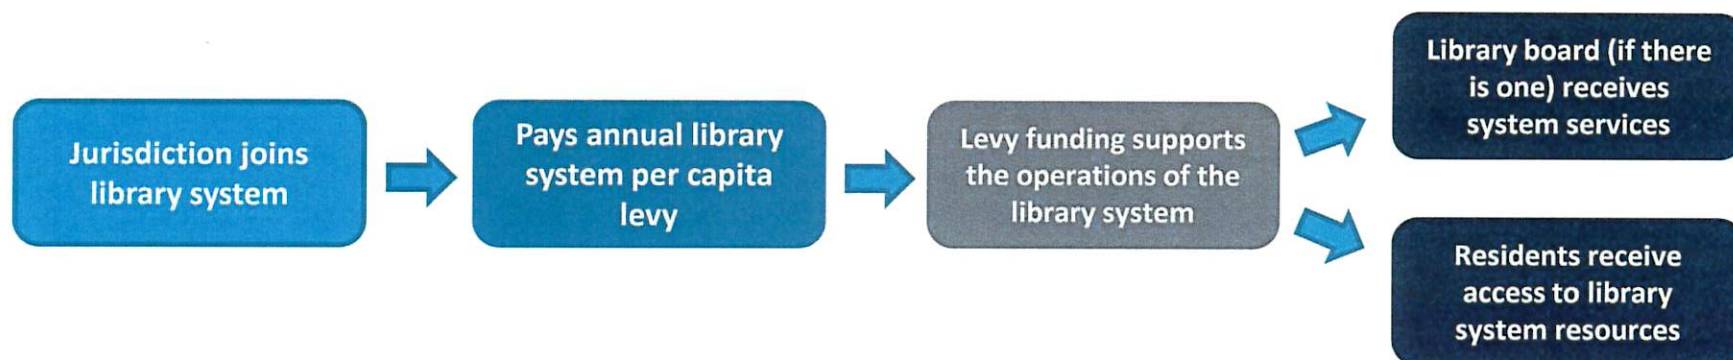 Jurisdiction joins
library system
Pays annual library
system per capita
levy
Levy funding supports
the operations of the
library system
Library board (if there
is one) receives
system services
Residents receive
access to library
system resources